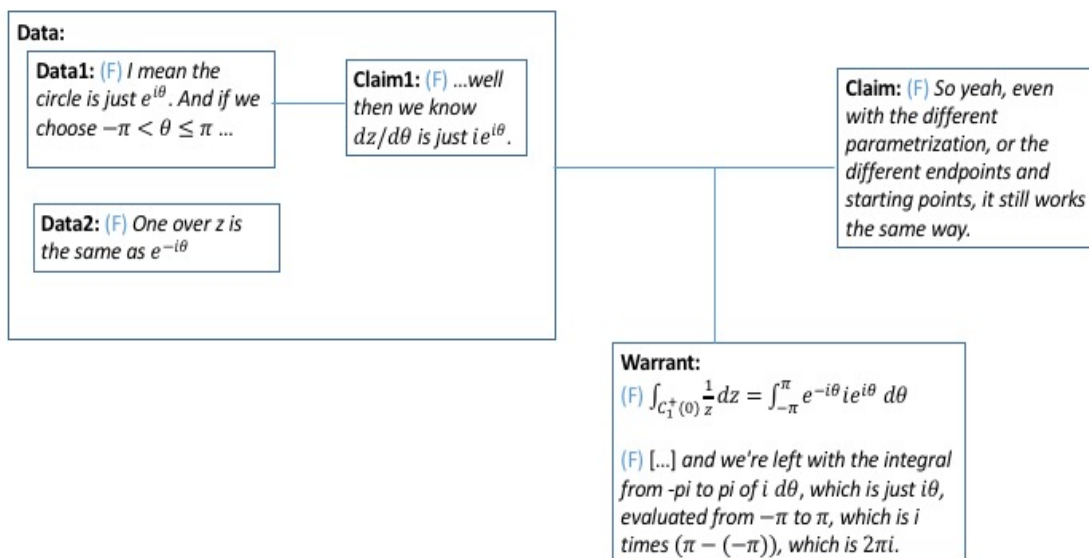 Data:
Data1: (F) I mean the
circle is just e^{iθ}. And if we
choose −π < θ ≤ π ...
Claim1: (F) ...well
then we know
dz/dθ is just ie^{iθ}.
Data2: (F) One over z is
the same as e^{−iθ}
Claim: (F) So yeah, even
with the different
parametrization, or the
different endpoints and
starting points, it still works
the same way.
Warrant:
(F) ∫_{C₁⁺(0)} 1/z dz = ∫_{−π}^{π} e^{−iθ} ie^{iθ} dθ
(F) [...] and we're left with the integral
from -pi to pi of i dθ, which is just iθ,
evaluated from −π to π, which is i
times (π − (−π)), which is 2πi.